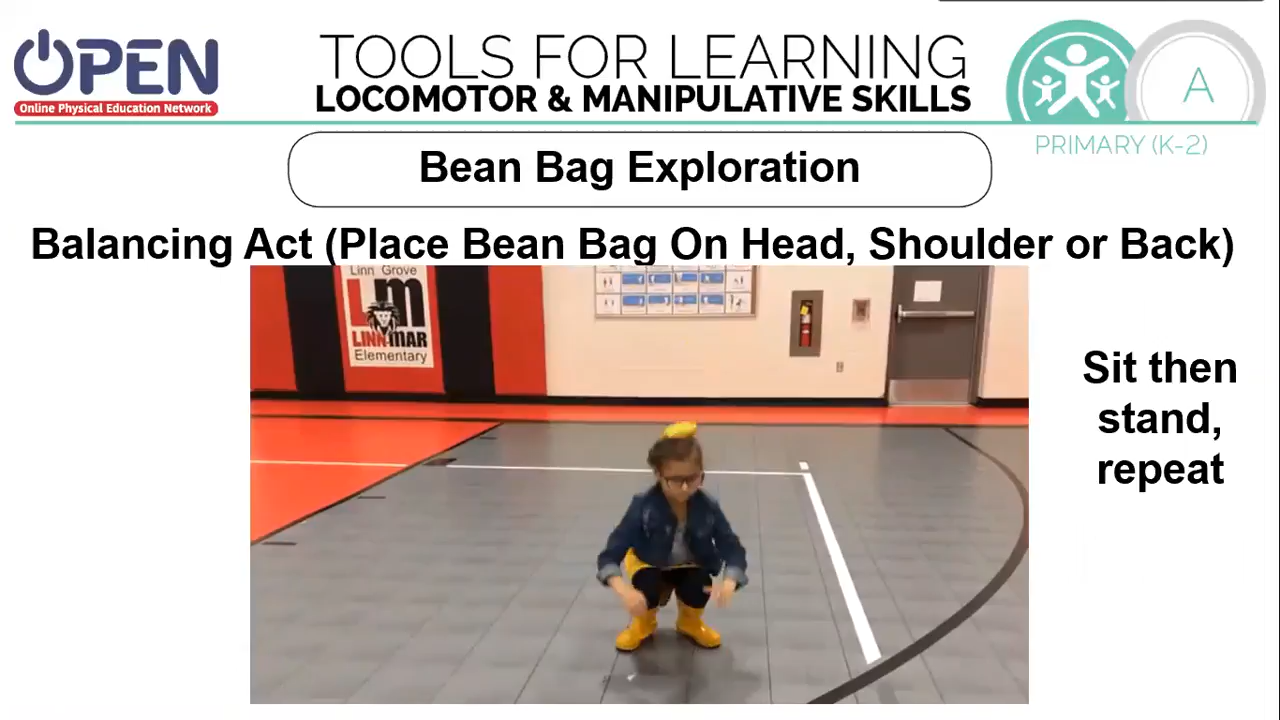 OPEN
Online Physical Education Network
TOOLS FOR LEARNING
LOCOMOTOR & MANIPULATIVE SKILLS
A
PRIMARY (K-2)
Bean Bag Exploration
Balancing Act (Place Bean Bag On Head, Shoulder or Back)
Linn Grove
LM
LINN MAR
Elementary
Sit then
stand,
repeat